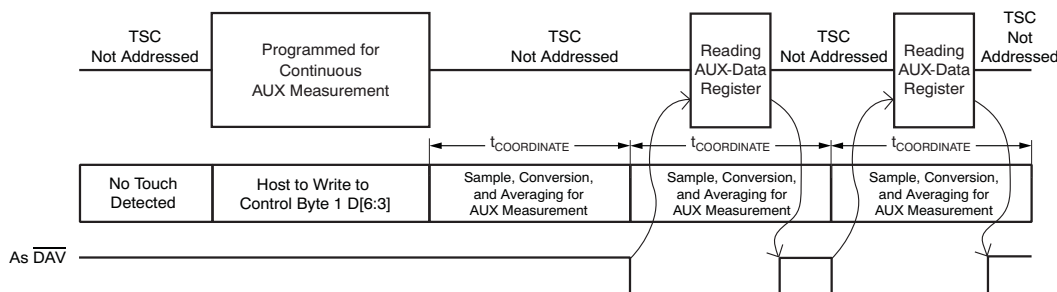 TSC
Not Addressed
Programmed for
Continuous
AUX Measurement
TSC
Not Addressed
Reading
AUX-Data
Register
TSC
Not Addressed
Reading
AUX-Data
Register
TSC
Not
Addressed
tCOORDINATE
tCOORDINATE
tCOORDINATE
No Touch
Detected
Host to Write to
Control Byte 1 D[6:3]
Sample, Conversion,
and Averaging for
AUX Measurement
Sample, Conversion,
and Averaging for
AUX Measurement
Sample, Conversion,
and Averaging for
AUX Measurement
As DAV